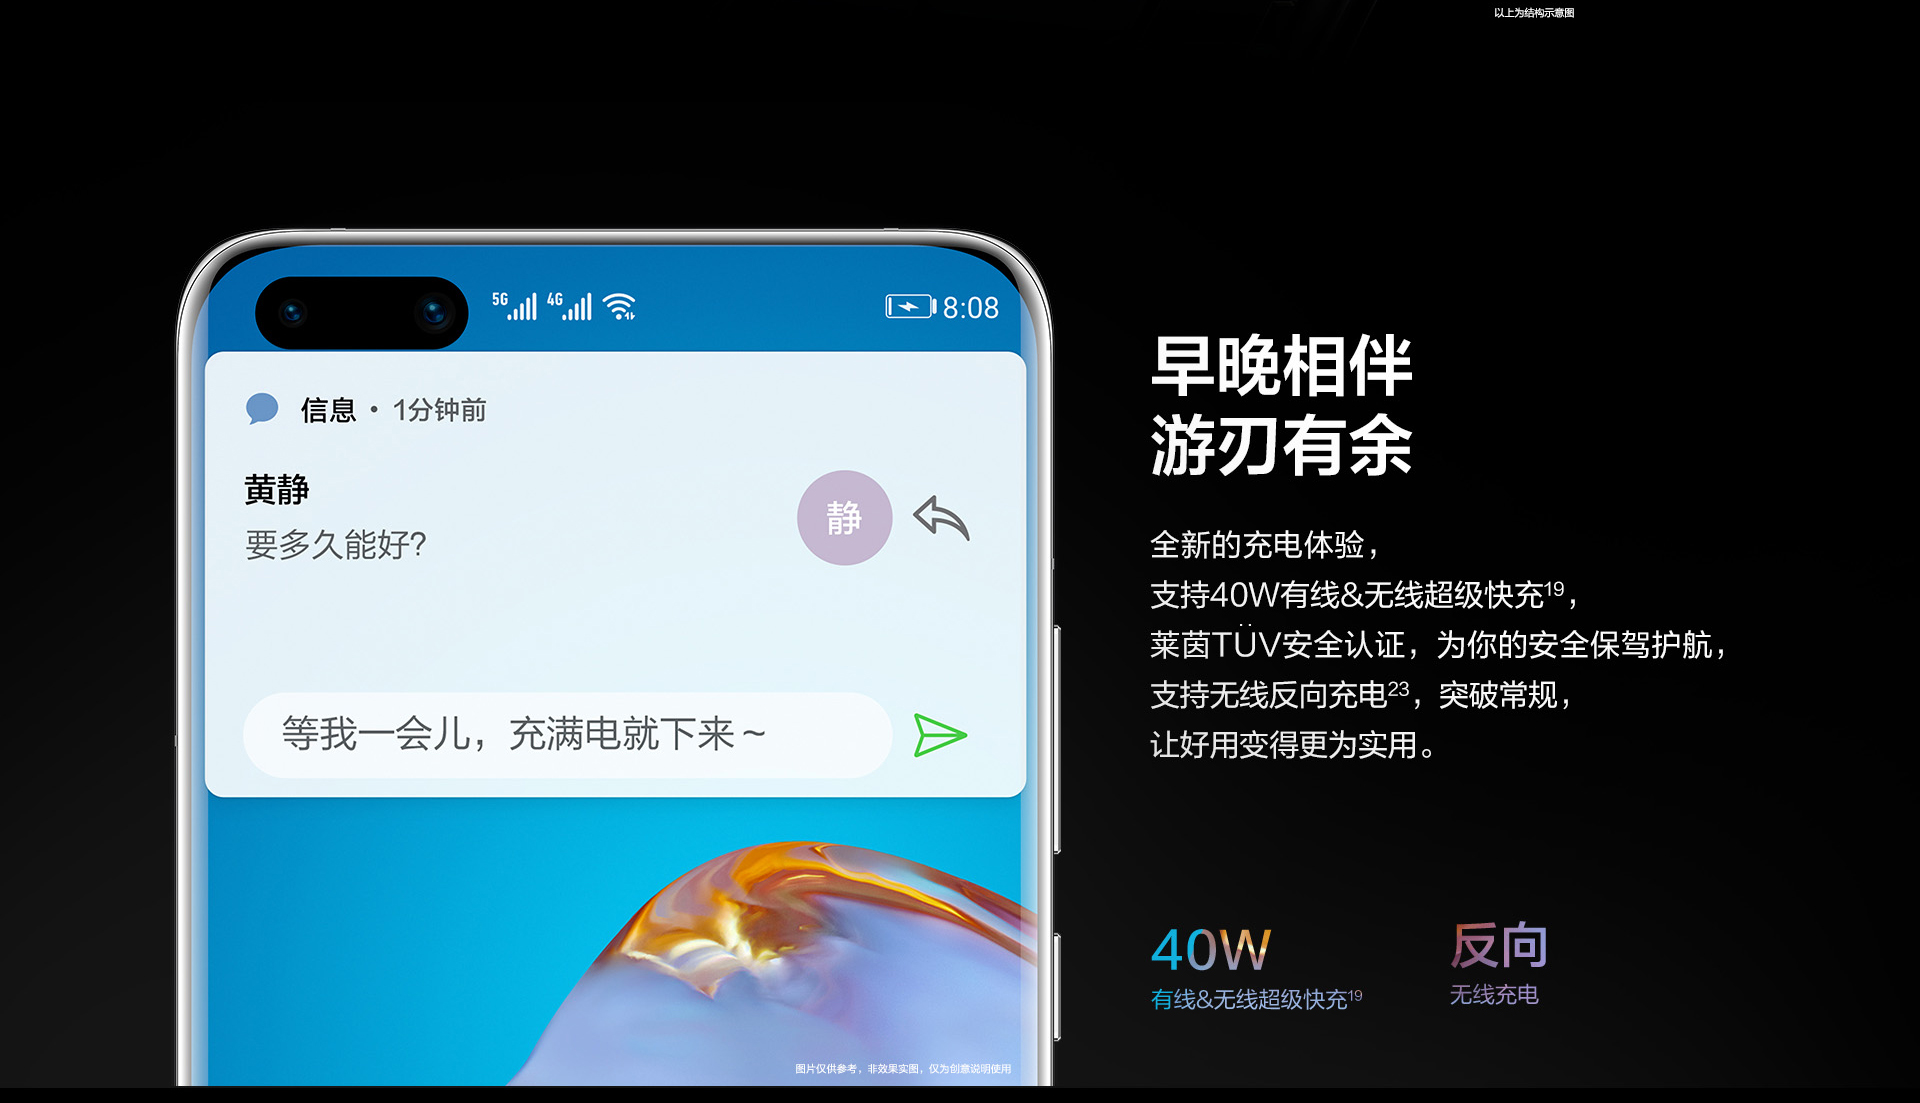 以上为结构示意图
5G 4G 8:08
信息 • 1分钟前
黄静
要多久能好?
静
等我一会儿，充满电就下来～
图片仅供参考，非效果实图，仅为创意说明使用
早晚相伴
游刃有余
全新的充电体验，
支持40W有线&无线超级快充19，
莱茵TÜV安全认证，为你的安全保驾护航，
支持无线反向充电23，突破常规，
让好用变得更为实用。
40W
有线&无线超级快充19
反向
无线充电